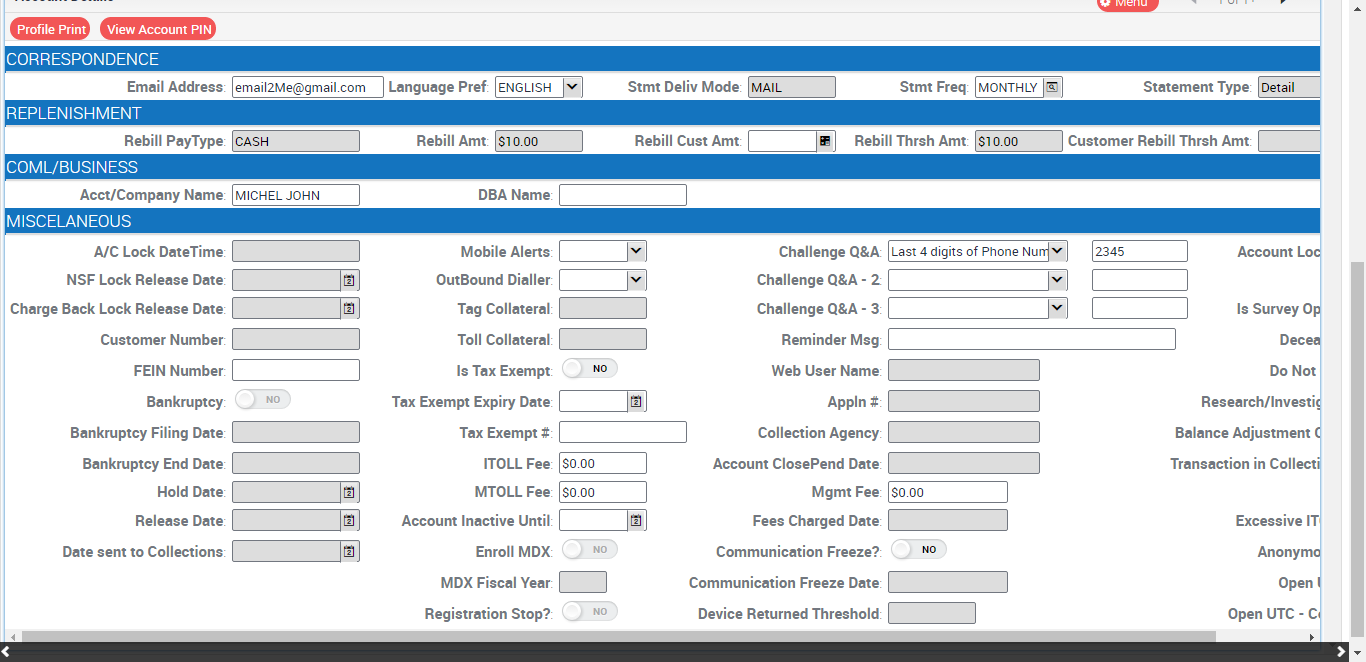 Account Details
Menu
Profile Print View Account PIN
CORRESPONDENCE
Email Address: email2Me@gmail.com Language Pref: ENGLISH Stmt Deliv Mode: MAIL Stmt Freq: MONTHLY Statement Type: Detail
REPLENISHMENT
Rebill PayType: CASH Rebill Amt: $10.00 Rebill Cust Amt: Rebill Thrsh Amt: $10.00 Customer Rebill Thrsh Amt:
COML/BUSINESS
Acct/Company Name: MICHEL JOHN DBA Name:
MISCELANEOUS
A/C Lock DateTime: Mobile Alerts: Challenge Q&A: Last 4 digits of Phone Num 2345 Account Loc
NSF Lock Release Date: OutBound Dialler: Challenge Q&A - 2:
Charge Back Lock Release Date: Tag Collateral: Challenge Q&A - 3: Is Survey Op
Customer Number: Toll Collateral: Reminder Msg: Decea
FEIN Number: Is Tax Exempt: NO Web User Name: Do Not
Bankruptcy: NO Tax Exempt Expiry Date: Appln #: Research/Investig
Bankruptcy Filing Date: Tax Exempt #: Collection Agency: Balance Adjustment C
Bankruptcy End Date: ITOLL Fee: $0.00 Account ClosePend Date: Transaction in Collecti
Hold Date: MTOLL Fee: $0.00 Mgmt Fee: $0.00
Release Date: Account Inactive Until: Fees Charged Date: Excessive IT
Date sent to Collections: Enroll MDX: NO Communication Freeze?: NO Anonymo
MDX Fiscal Year: Communication Freeze Date: Open U
Registration Stop?: NO Device Returned Threshold: Open UTC - C